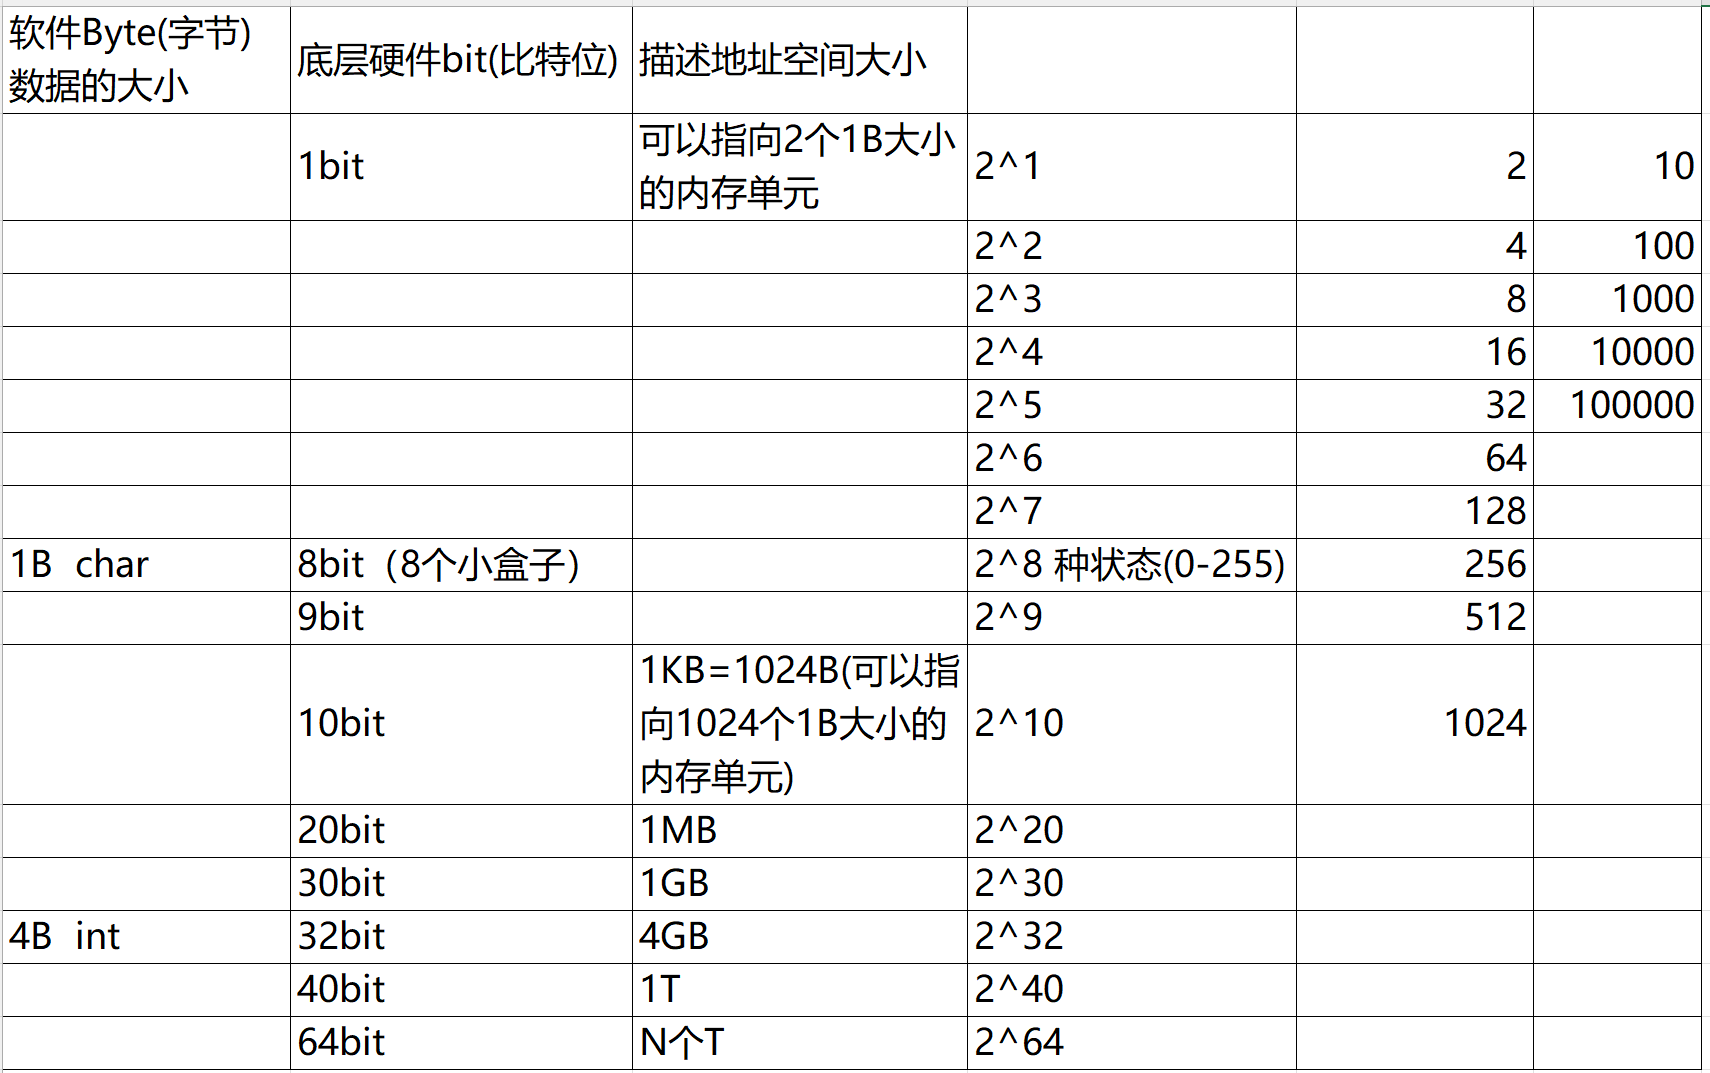 软件Byte(字节)
数据的大小
底层硬件bit(比特位)
描述地址空间大小
1bit
可以指向2个1B大小
的内存单元
2^1
2
10
2^2
4
100
2^3
8
1000
2^4
16
10000
2^5
32
100000
2^6
64
2^7
128
1B char
8bit（8个小盒子）
2^8 种状态(0-255)
256
9bit
2^9
512
10bit
1KB=1024B(可以指
向1024个1B大小的
内存单元)
2^10
1024
20bit
1MB
2^20
30bit
1GB
2^30
4B int
32bit
4GB
2^32
40bit
1T
2^40
64bit
N个T
2^64